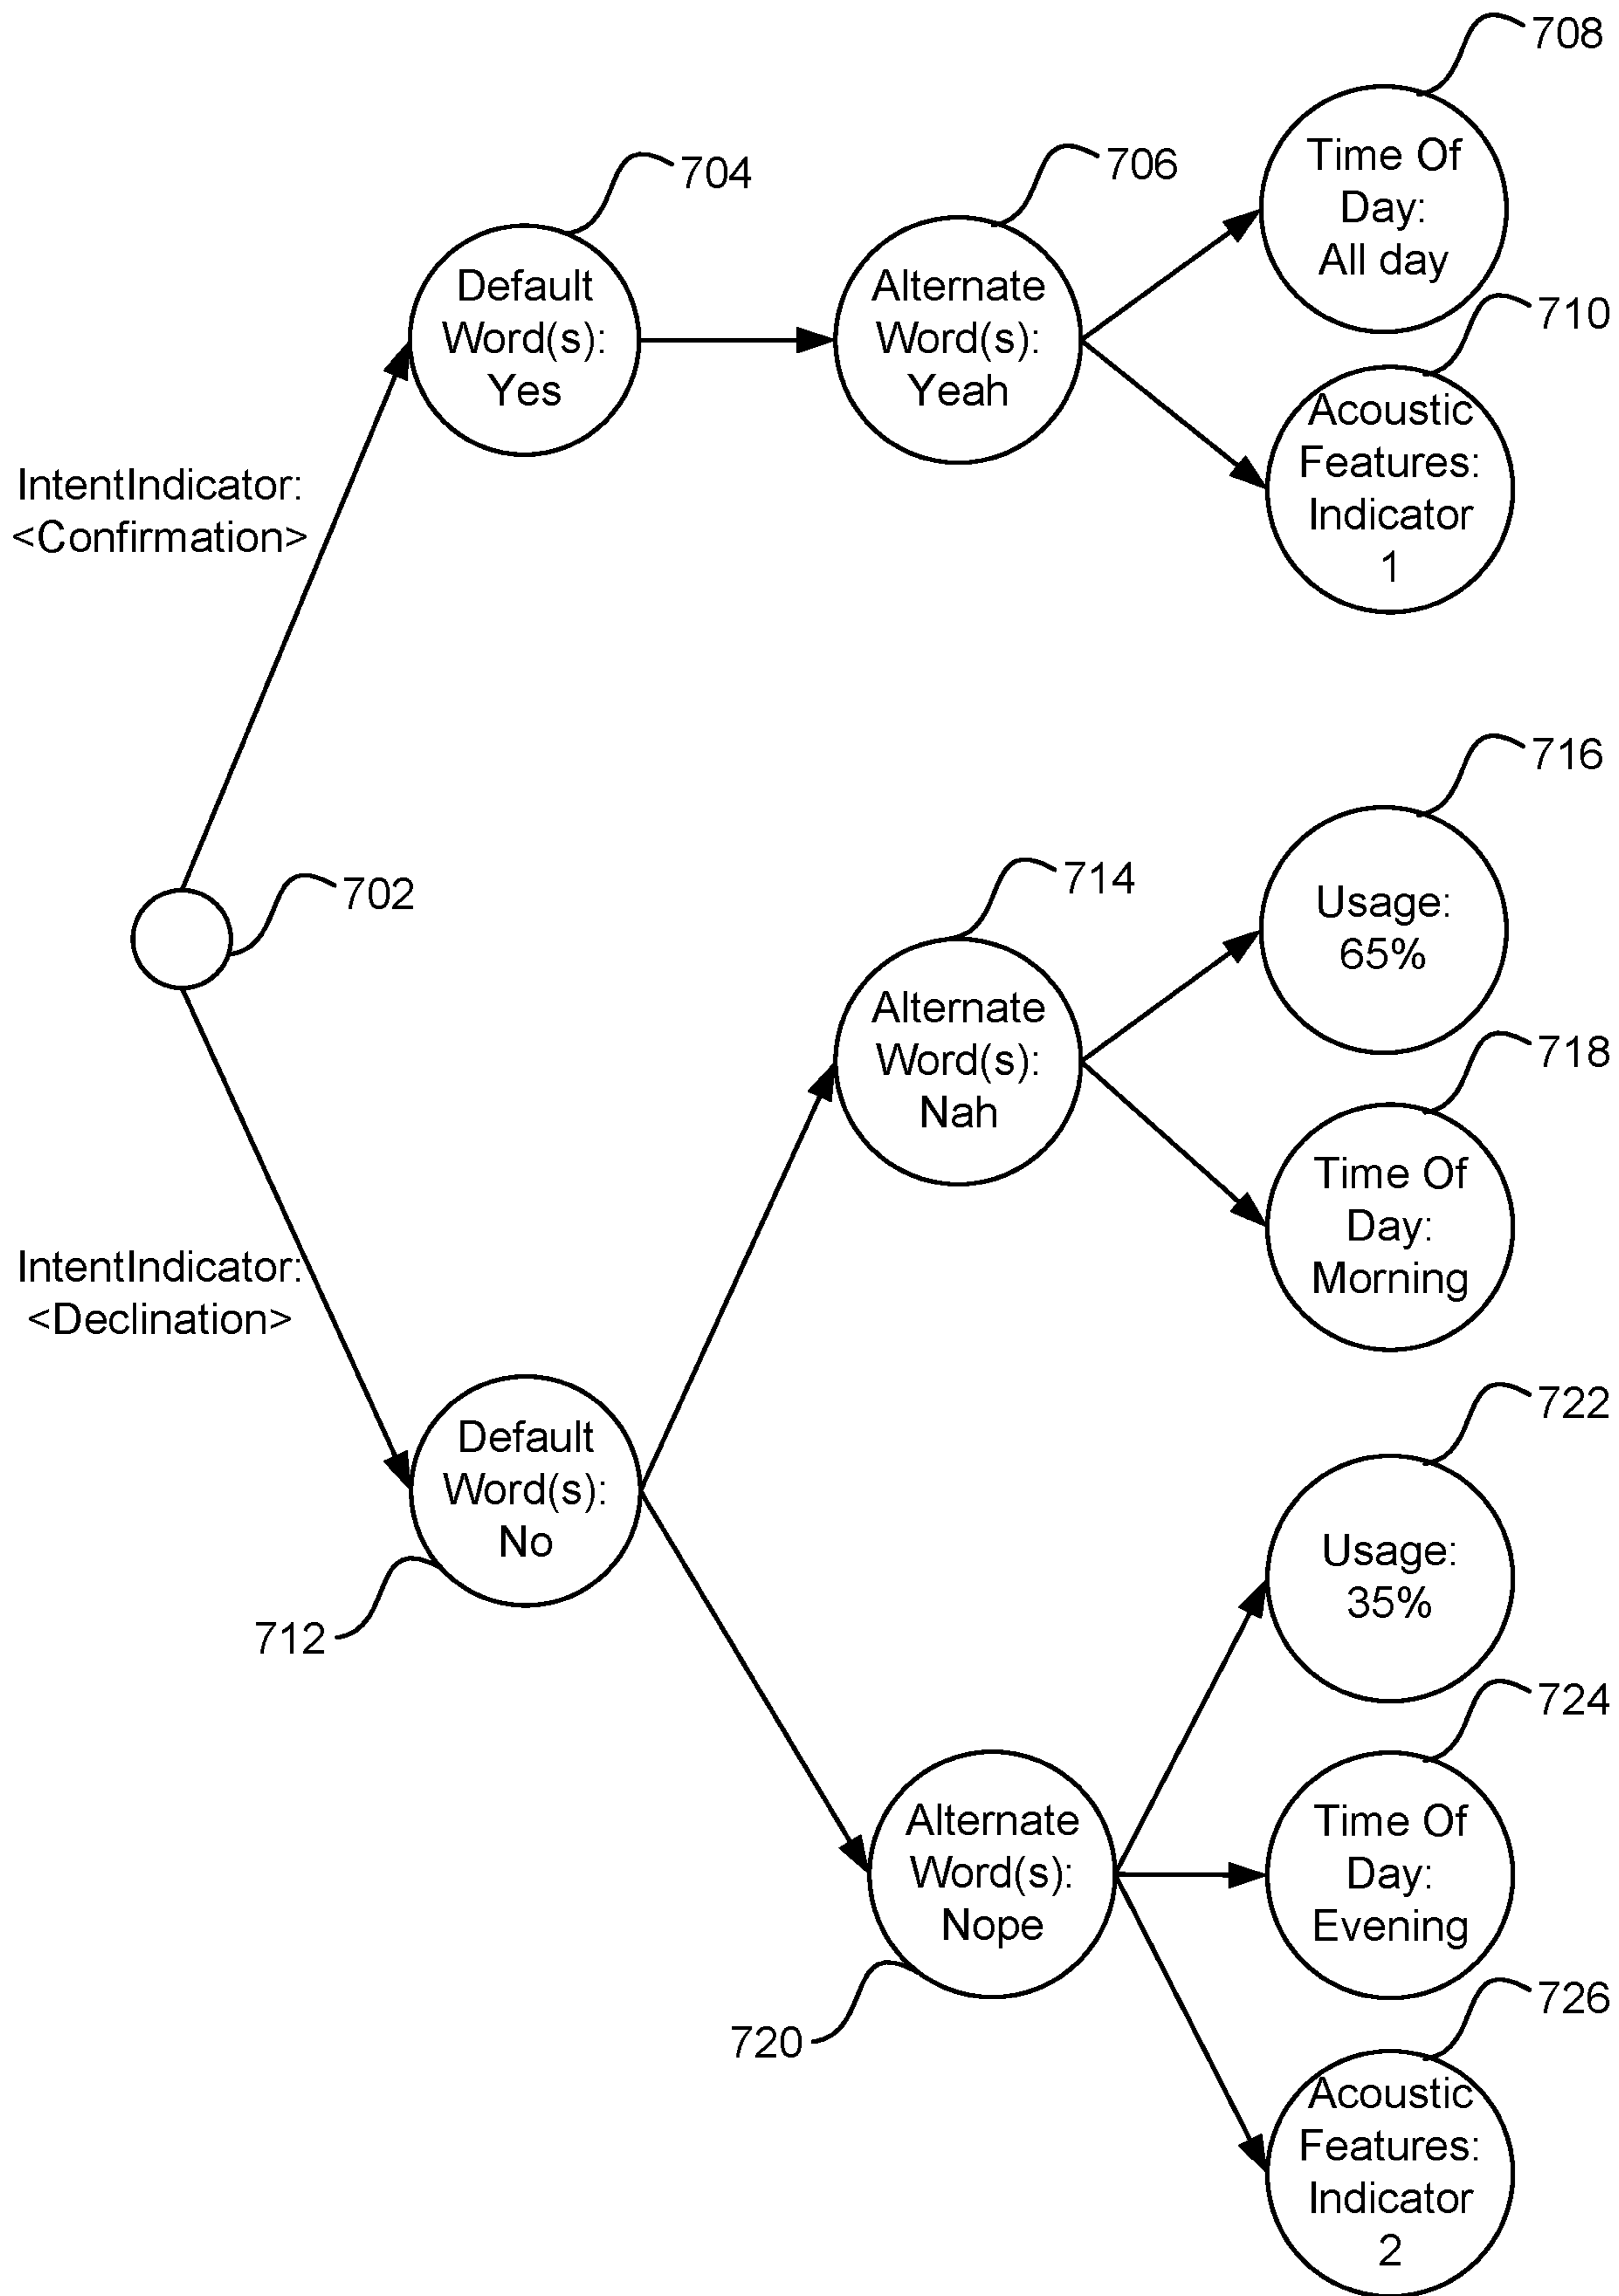 708
Time Of
Day:
All day
704
Default
Word(s):
Yes
706
Alternate
Word(s):
Yeah
710
Acoustic
Features:
Indicator
1
IntentIndicator:
<Confirmation>
702
716
Usage:
65%
714
Alternate
Word(s):
Nah
718
Time Of
Day:
Morning
IntentIndicator:
<Declination>
Default
Word(s):
No
712
722
Usage:
35%
724
Time Of
Day:
Evening
Alternate
Word(s):
Nope
720
726
Acoustic
Features:
Indicator
2